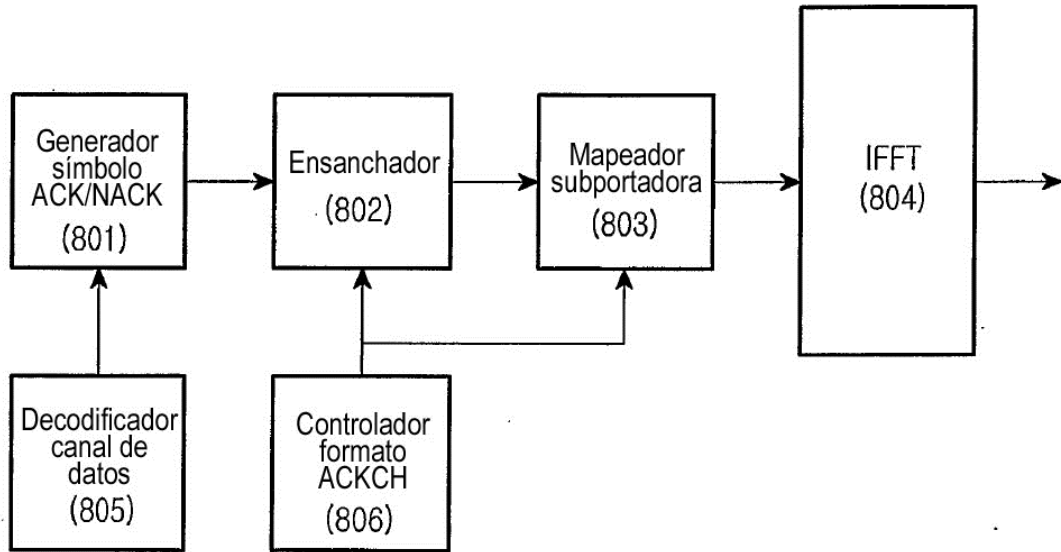 Generador
símbolo
ACK/NACK
(801)
Ensanchador
(802)
Mapeador
subportadora
(803)
IFFT
(804)
Decodificador
canal de
datos
(805)
Controlador
formato
ACKCH
(806)